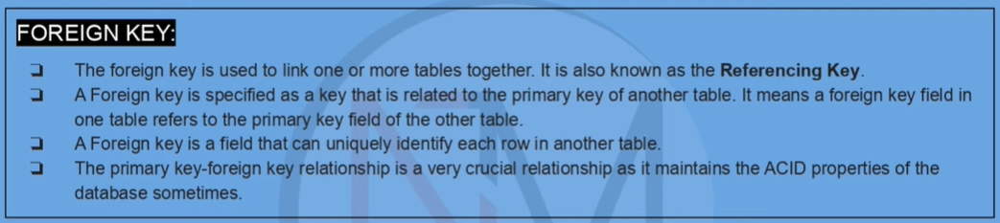 FOREIGN KEY:
❑ The foreign key is used to link one or more tables together. It is also known as the Referencing Key.
❑ A Foreign key is specified as a key that is related to the primary key of another table. It means a foreign key field in
one table refers to the primary key field of the other table.
❑ A Foreign key is a field that can uniquely identify each row in another table.
❑ The primary key-foreign key relationship is a very crucial relationship as it maintains the ACID properties of the
database sometimes.